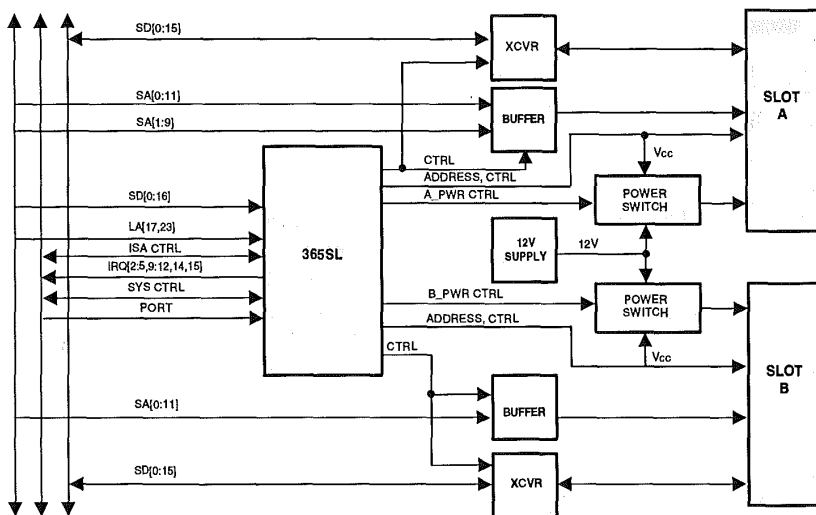 SD[0:15]
XCVR
SA[0:11]
SA[1:9]
BUFFER
SLOT
A
CTRL
ADDRESS, CTRL
A_PWR CTRL
VCC
POWER
SWITCH
SD[0:16]
LA[17,23]
ISA CTRL
IRQ[2:5,9:12,14,15]
SYS CTRL
PORT
365SL
12V
SUPPLY
12V
B_PWR CTRL
ADDRESS, CTRL
CTRL
POWER
SWITCH
VCC
SLOT
B
SA[0:11]
BUFFER
SD[0:15]
XCVR